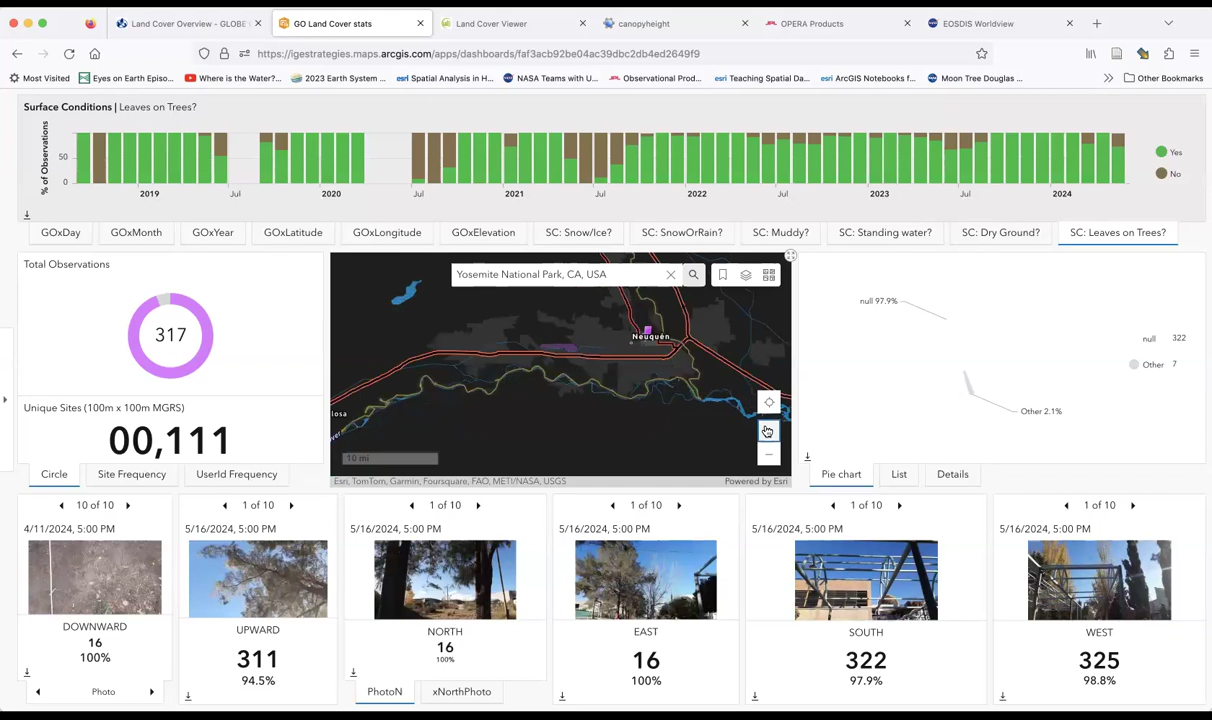 Land Cover Overview - GLOBE
GO Land Cover stats
Land Cover Viewer
canopyheight
OPERA Products
EOSDIS Worldview
https://igestrategies.maps.arcgis.com/apps/dashboards/faf3acb92be04ac39dbc2db4ed2649f9
Most Visited
Eyes on Earth Episo...
Where is the Water?...
2023 Earth System ...
esri Spatial Analysis in H...
NASA Teams with U...
JPL Observational Prod...
esri Teaching Spatial Da...
esri ArcGIS Notebooks f...
Moon Tree Douglas ...
Other Bookmarks
Surface Conditions | Leaves on Trees?
% of Observations
50
0
2019
Jul
2020
Jul
2021
Jul
2022
Jul
2023
Jul
2024
Yes
No
GOxDay
GOxMonth
GOxYear
GOxLatitude
GOxLongitude
GOxElevation
SC: Snow/Ice?
SC: SnowOrRain?
SC: Muddy?
SC: Standing water?
SC: Dry Ground?
SC: Leaves on Trees?
Total Observations
317
Unique Sites (100m x 100m MGRS)
00,111
Circle
Site Frequency
UserId Frequency
Yosemite National Park, CA, USA
Neuquén
losa
10 mi
Esri, TomTom, Garmin, Foursquare, FAO, METI/NASA, USGS
Powered by Esri
null 97.9%
Other 2.1%
null 322
Other 7
Pie chart
List
Details
10 of 10
4/11/2024, 5:00 PM
DOWNWARD
16
100%
Photo
1 of 10
5/16/2024, 5:00 PM
UPWARD
311
94.5%
1 of 10
5/16/2024, 5:00 PM
NORTH
16
100%
PhotoN
xNorthPhoto
1 of 10
5/16/2024, 5:00 PM
EAST
16
100%
1 of 10
5/16/2024, 5:00 PM
SOUTH
322
97.9%
1 of 10
5/16/2024, 5:00 PM
WEST
325
98.8%